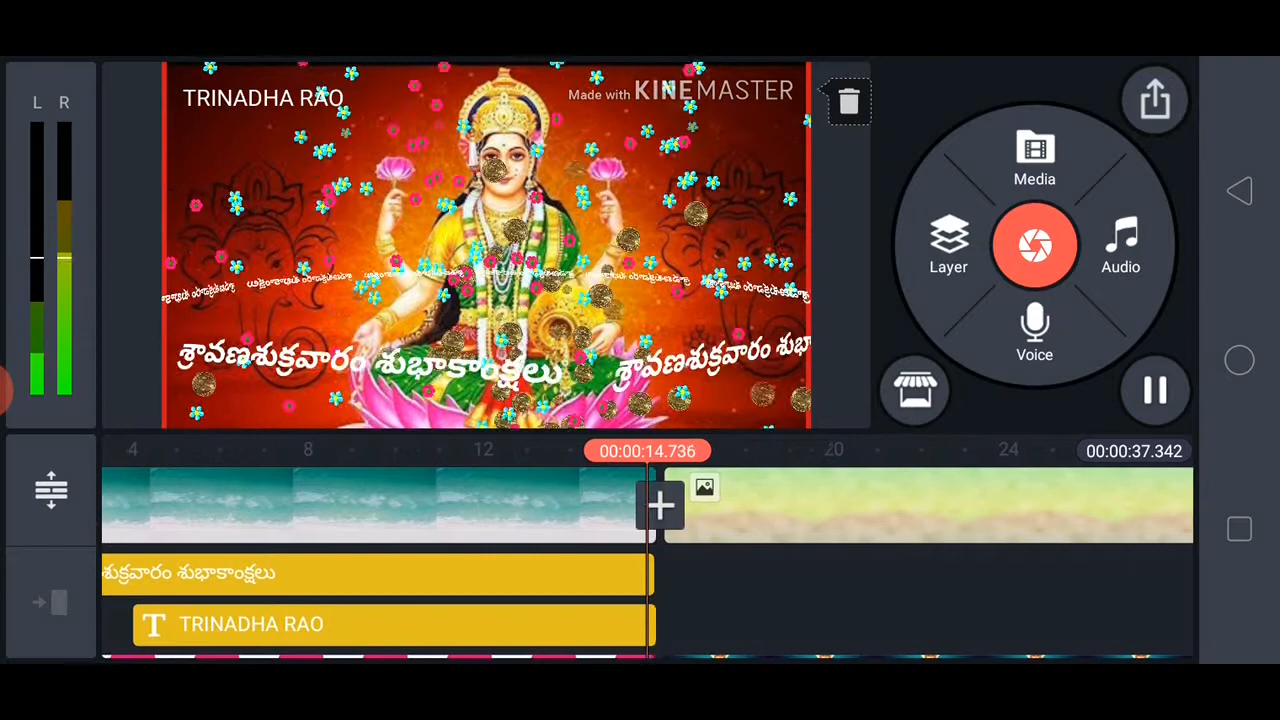 L R
TRINADHA RAO
Made with KINEMASTER
శ్రావణశుక్రవారం శుభాకాంక్షలు శ్రావణశుక్రవారం శుభా
Media
Layer
Audio
Voice
4 8 12 00:00:14.736 20 24 00:00:37.342
శుక్రవారం శుభాకాంక్షలు
T TRINADHA RAO